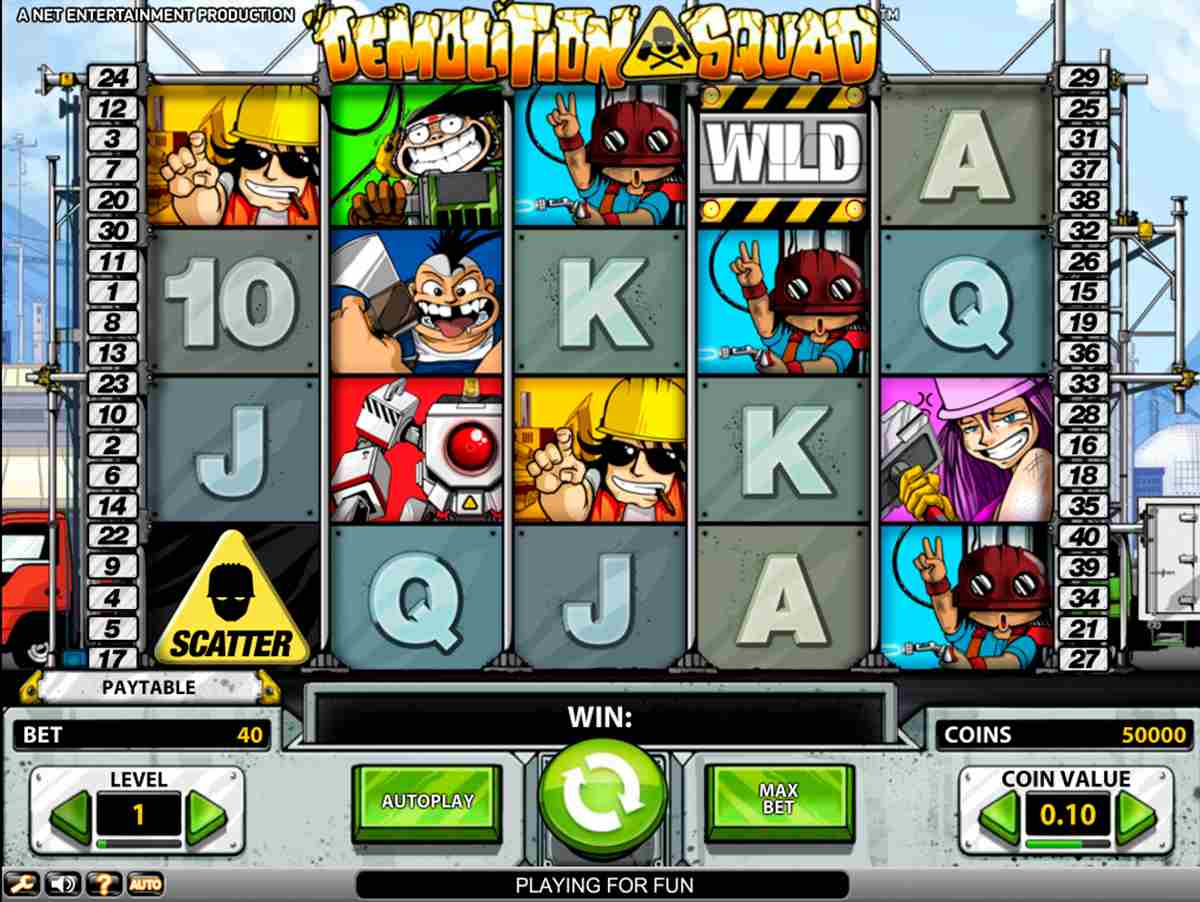 A NET ENTERTAINMENT PRODUCTION
DEMOLITION SQUAD™
24
12
3
7
20
30
11
1
8
13
23
10
2
6
14
22
9
4
5
17
WILD
A
10
K
Q
J
K
SCATTER
Q
J
A
29
25
31
37
38
32
26
15
19
36
33
28
16
18
35
40
39
34
21
27
PAYTABLE
WIN:
BET 40
COINS 50000
LEVEL
1
AUTOPLAY
MAX
BET
COIN VALUE
0.10
?
AUTO
PLAYING FOR FUN